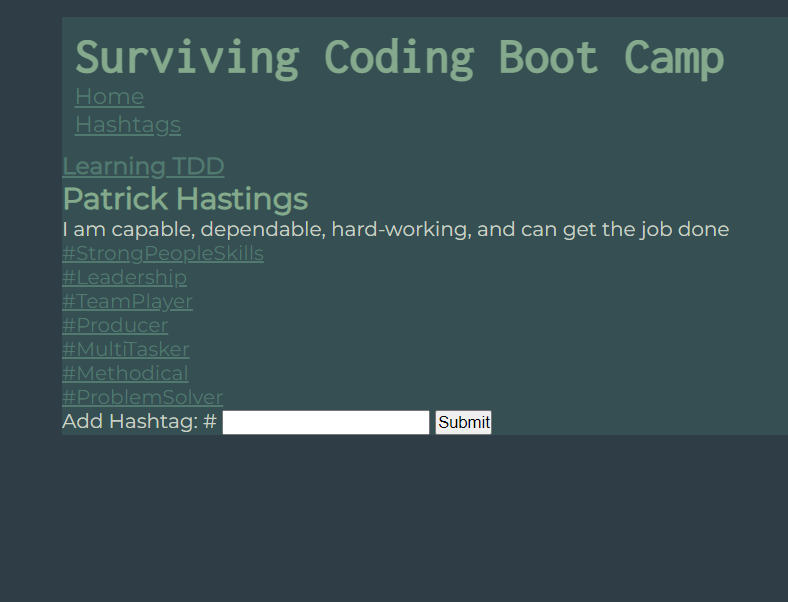 Surviving Coding Boot Camp
Home
Hashtags
Learning TDD
Patrick Hastings
I am capable, dependable, hard-working, and can get the job done
#StrongPeopleSkills
#Leadership
#TeamPlayer
#Producer
#MultiTasker
#Methodical
#ProblemSolver
Add Hashtag: # Submit